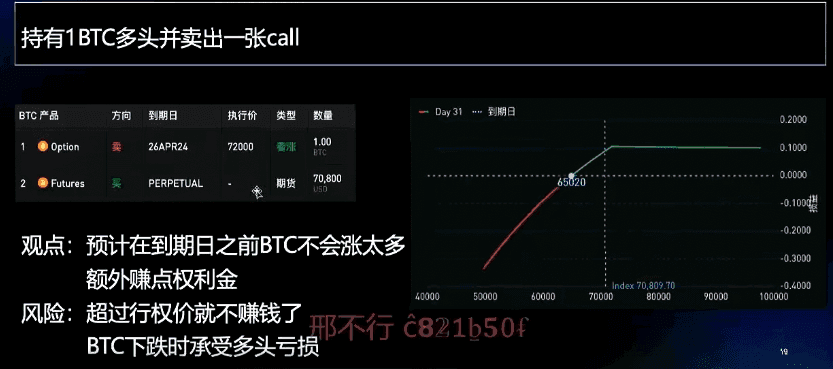 持有1BTC多头并卖出一张call
BTC 产品 方向 到期日 执行价 类型 数量
1 Option 卖 26APR24 72000 看涨 1.00 BTC
2 Futures 买 PERPETUAL - 期货 70,800 USD
Day 31 到期日
0.2000
0.1000
0.0000
-0.1000
-0.2000
-0.3000
-0.4000
65020
Index 70,809.70
40000 50000 60000 70000 80000 90000 100000
观点：预计在到期日之前BTC不会涨太多
额外赚点权利金
风险：超过行权价就不赚钱了
BTC下跌时承受多头亏损
邢不行
19